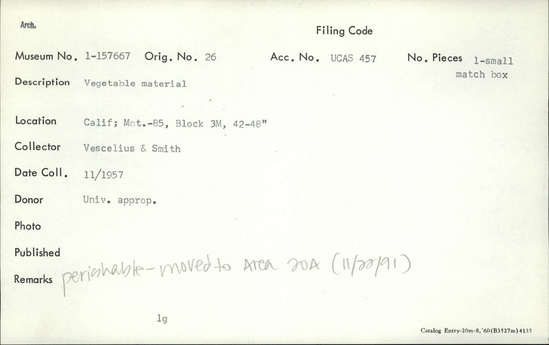 Arch.
Filing Code
Museum No. 1-157667 Orig. No. 26 Acc. No. UCAS 457 No. Pieces 1-small
match box
Description Vegetable material
Location Calif; Mnt.-85, Block 3M, 42-48"
Collector Vescelius & Smith
Date Coll. 11/1957
Donor Univ. approp.
Photo
Published
Remarks perishable - moved to Area 20A (11/22/91)
1g
Catalog Entry-20m-8,'60(B3527m)4135